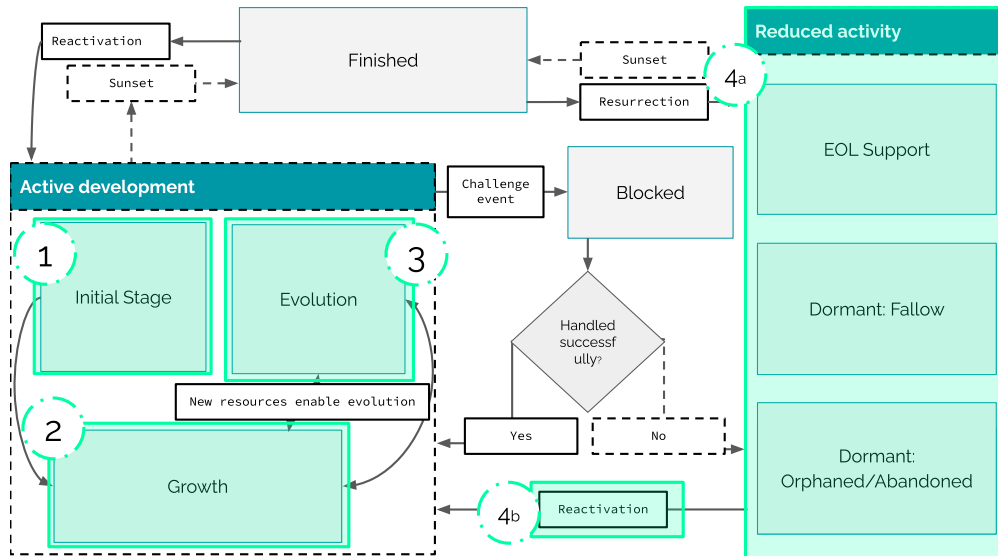 Reactivation
Sunset
Finished
Sunset
Resurrection
4a
Reduced activity
EOL Support
Dormant: Fallow
Dormant:
Orphaned/Abandoned
Active development
1
Initial Stage
3
Evolution
New resources enable evolution
2
Growth
Challenge
event
Blocked
Handled
successf
ully?
Yes
No
4b
Reactivation